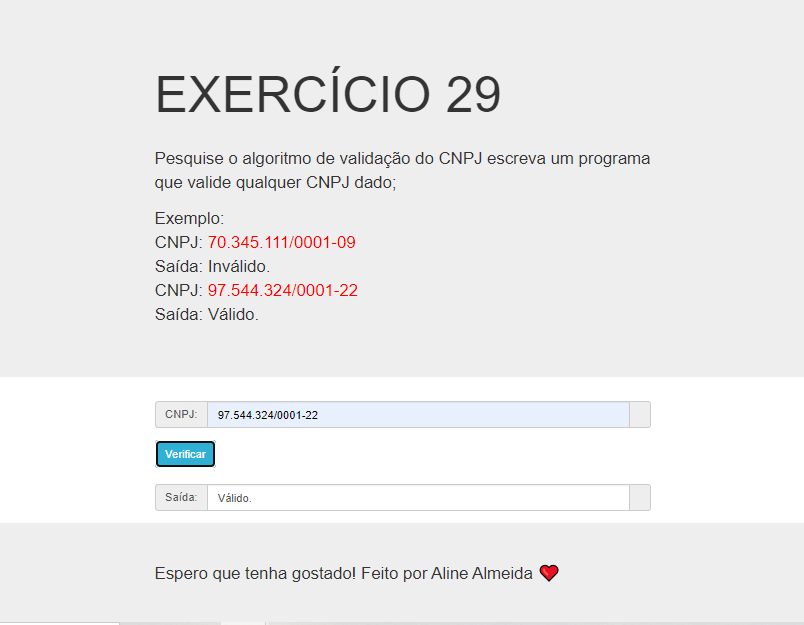 EXERCÍCIO 29
Pesquise o algoritmo de validação do CNPJ escreva um programa
que valide qualquer CNPJ dado;
Exemplo:
CNPJ: 70.345.111/0001-09
Saída: Inválido.
CNPJ: 97.544.324/0001-22
Saída: Válido.
CNPJ: 97.544.324/0001-22
Verificar
Saída: Válido.
Espero que tenha gostado! Feito por Aline Almeida